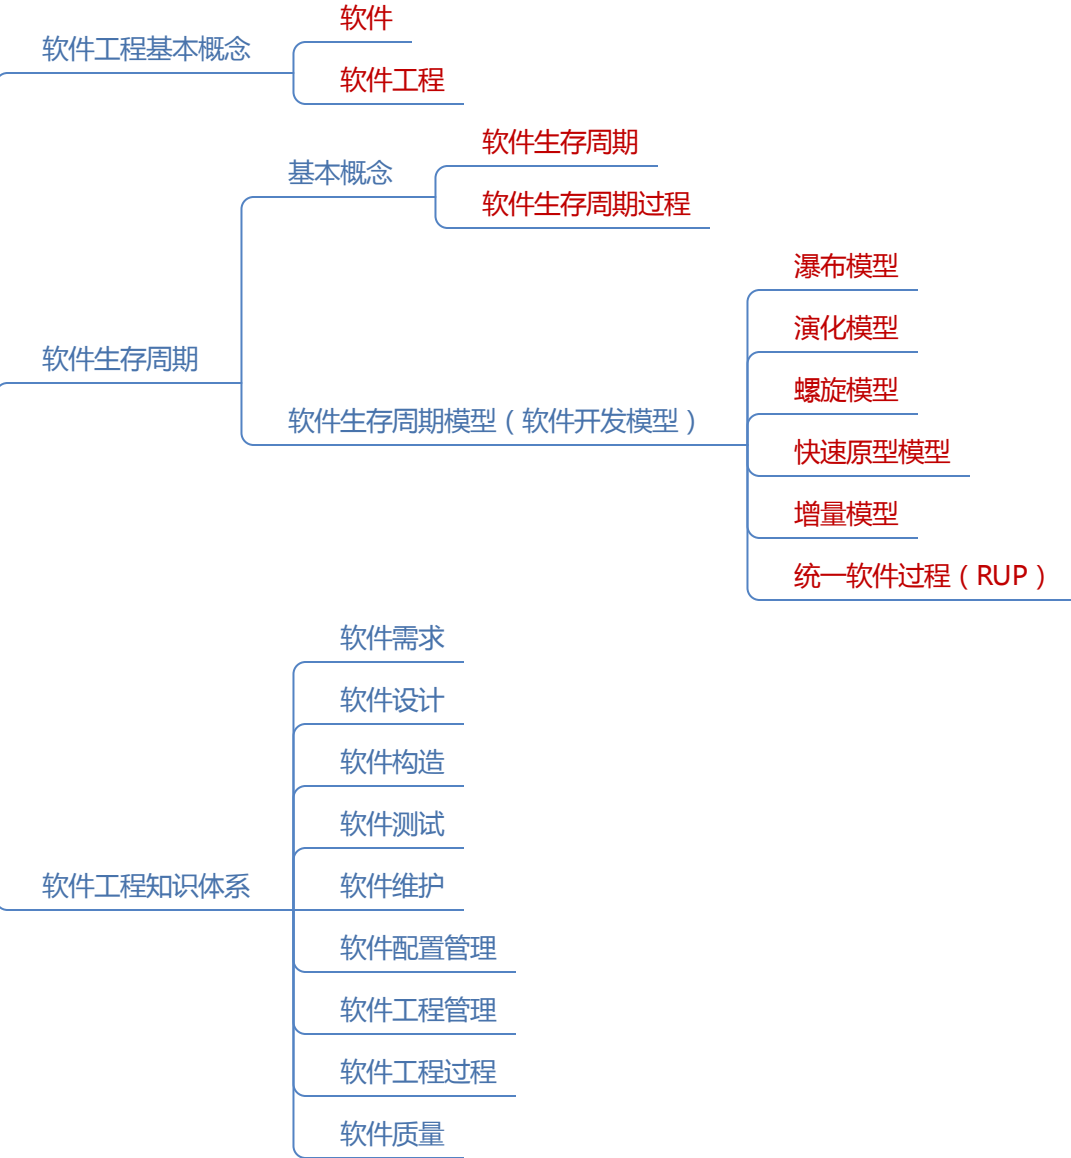 软件
软件工程基本概念
软件工程
软件生存周期
基本概念
软件生存周期过程
瀑布模型
演化模型
软件生存周期
螺旋模型
软件生存周期模型（软件开发模型）
快速原型模型
增量模型
统一软件过程（RUP）
软件需求
软件设计
软件构造
软件测试
软件工程知识体系
软件维护
软件配置管理
软件工程管理
软件工程过程
软件质量